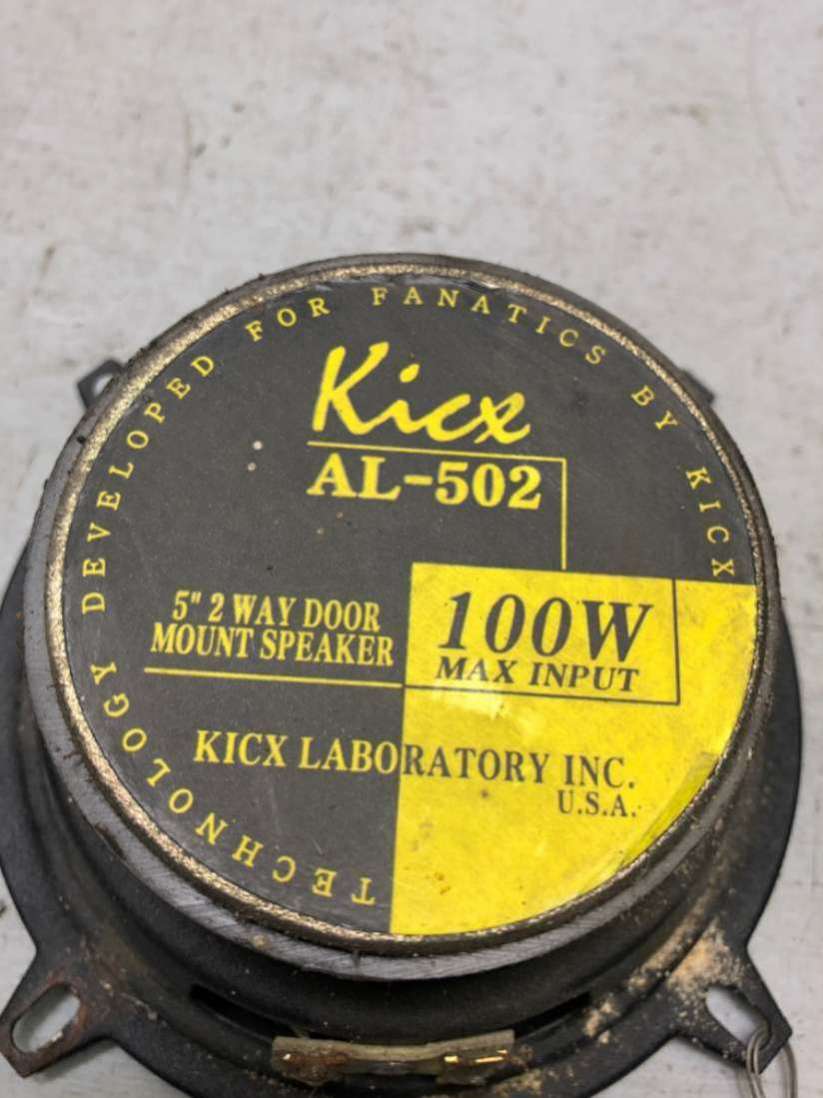 TECHNOLOGY DEVELOPED FOR FANATICS BY KICX
Kicx
AL-502
5" 2 WAY DOOR
MOUNT SPEAKER
100W
MAX INPUT
KICX LABORATORY INC.
U.S.A.